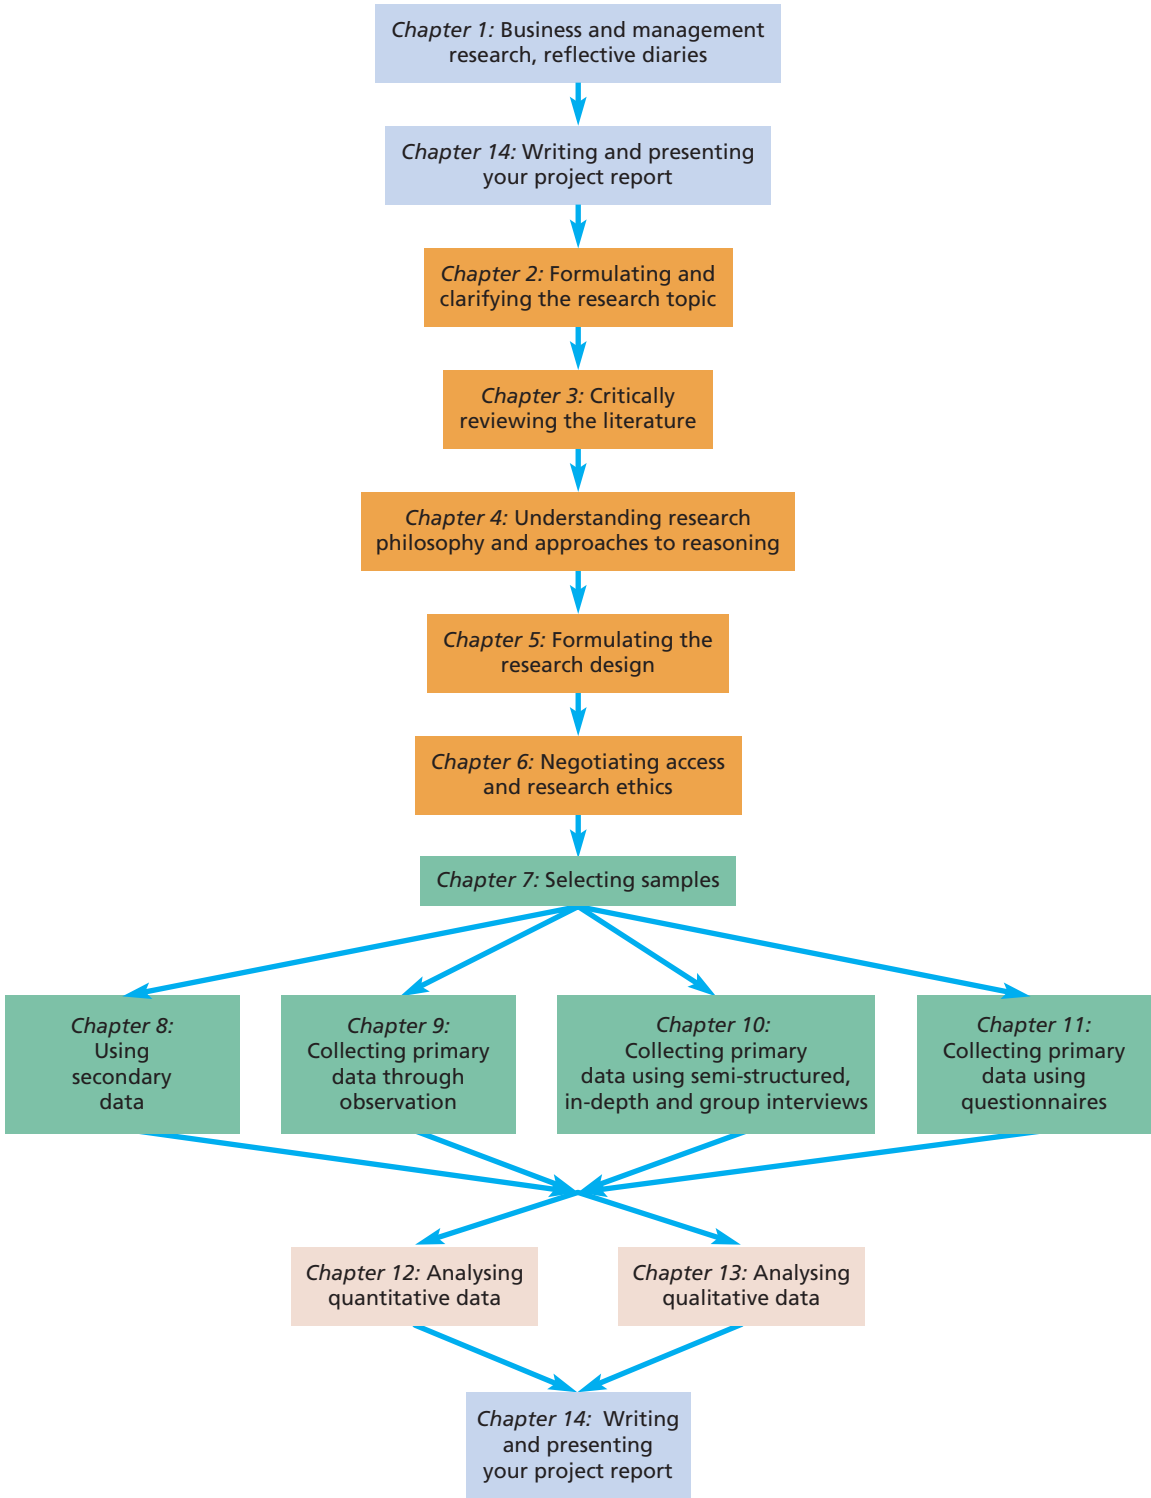 Chapter 1: Business and management
research, reflective diaries
Chapter 14: Writing and presenting
your project report
Chapter 2: Formulating and
clarifying the research topic
Chapter 3: Critically
reviewing the literature
Chapter 4: Understanding research
philosophy and approaches to reasoning
Chapter 5: Formulating the
research design
Chapter 6: Negotiating access
and research ethics
Chapter 7: Selecting samples
Chapter 8:
Using
secondary
data
Chapter 9:
Collecting primary
data through
observation
Chapter 10:
Collecting primary
data using semi-structured,
in-depth and group interviews
Chapter 11:
Collecting primary
data using
questionnaires
Chapter 12: Analysing
quantitative data
Chapter 13: Analysing
qualitative data
Chapter 14: Writing
and presenting
your project report